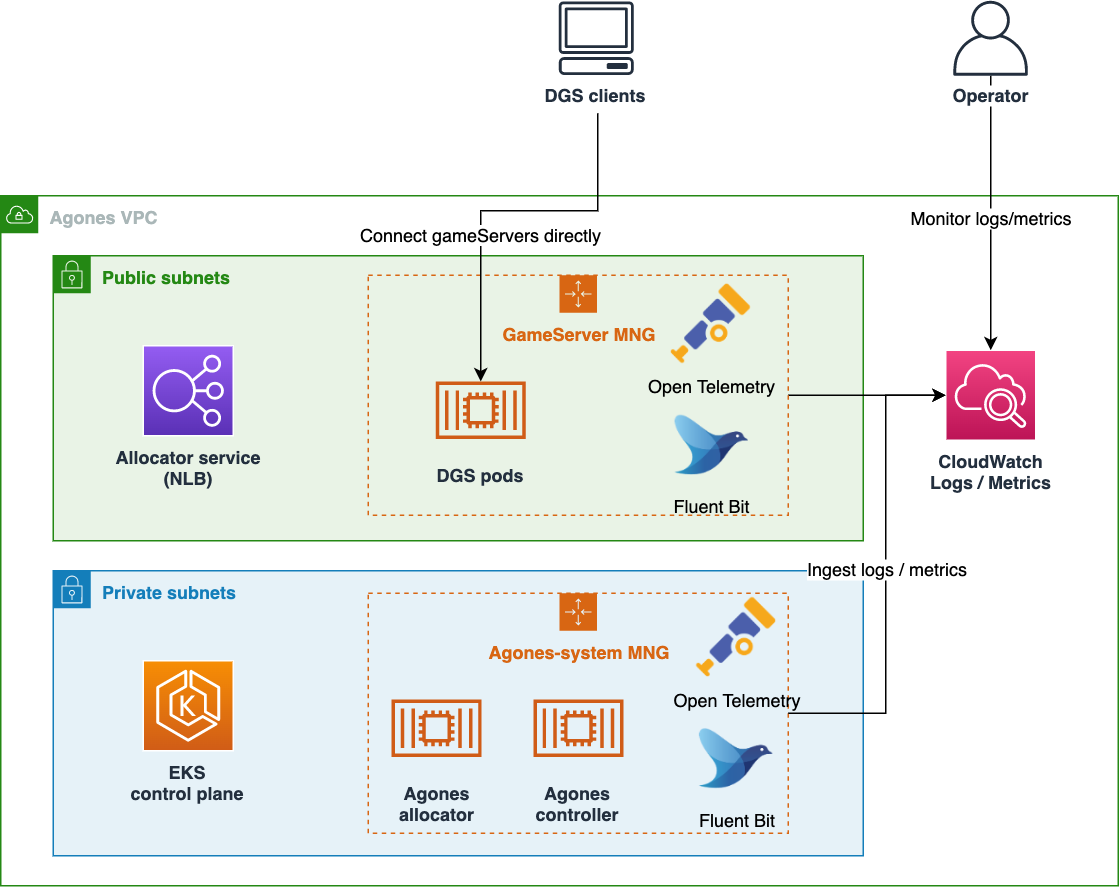 DGS clients
Operator
Agones VPC
Monitor logs/metrics
Connect gameServers directly
Public subnets
GameServer MNG
Open Telemetry
Allocator service
(NLB)
DGS pods
Fluent Bit
CloudWatch
Logs / Metrics
Ingest logs / metrics
Private subnets
Agones-system MNG
Open Telemetry
K
EKS
control plane
Agones
allocator
Agones
controller
Fluent Bit